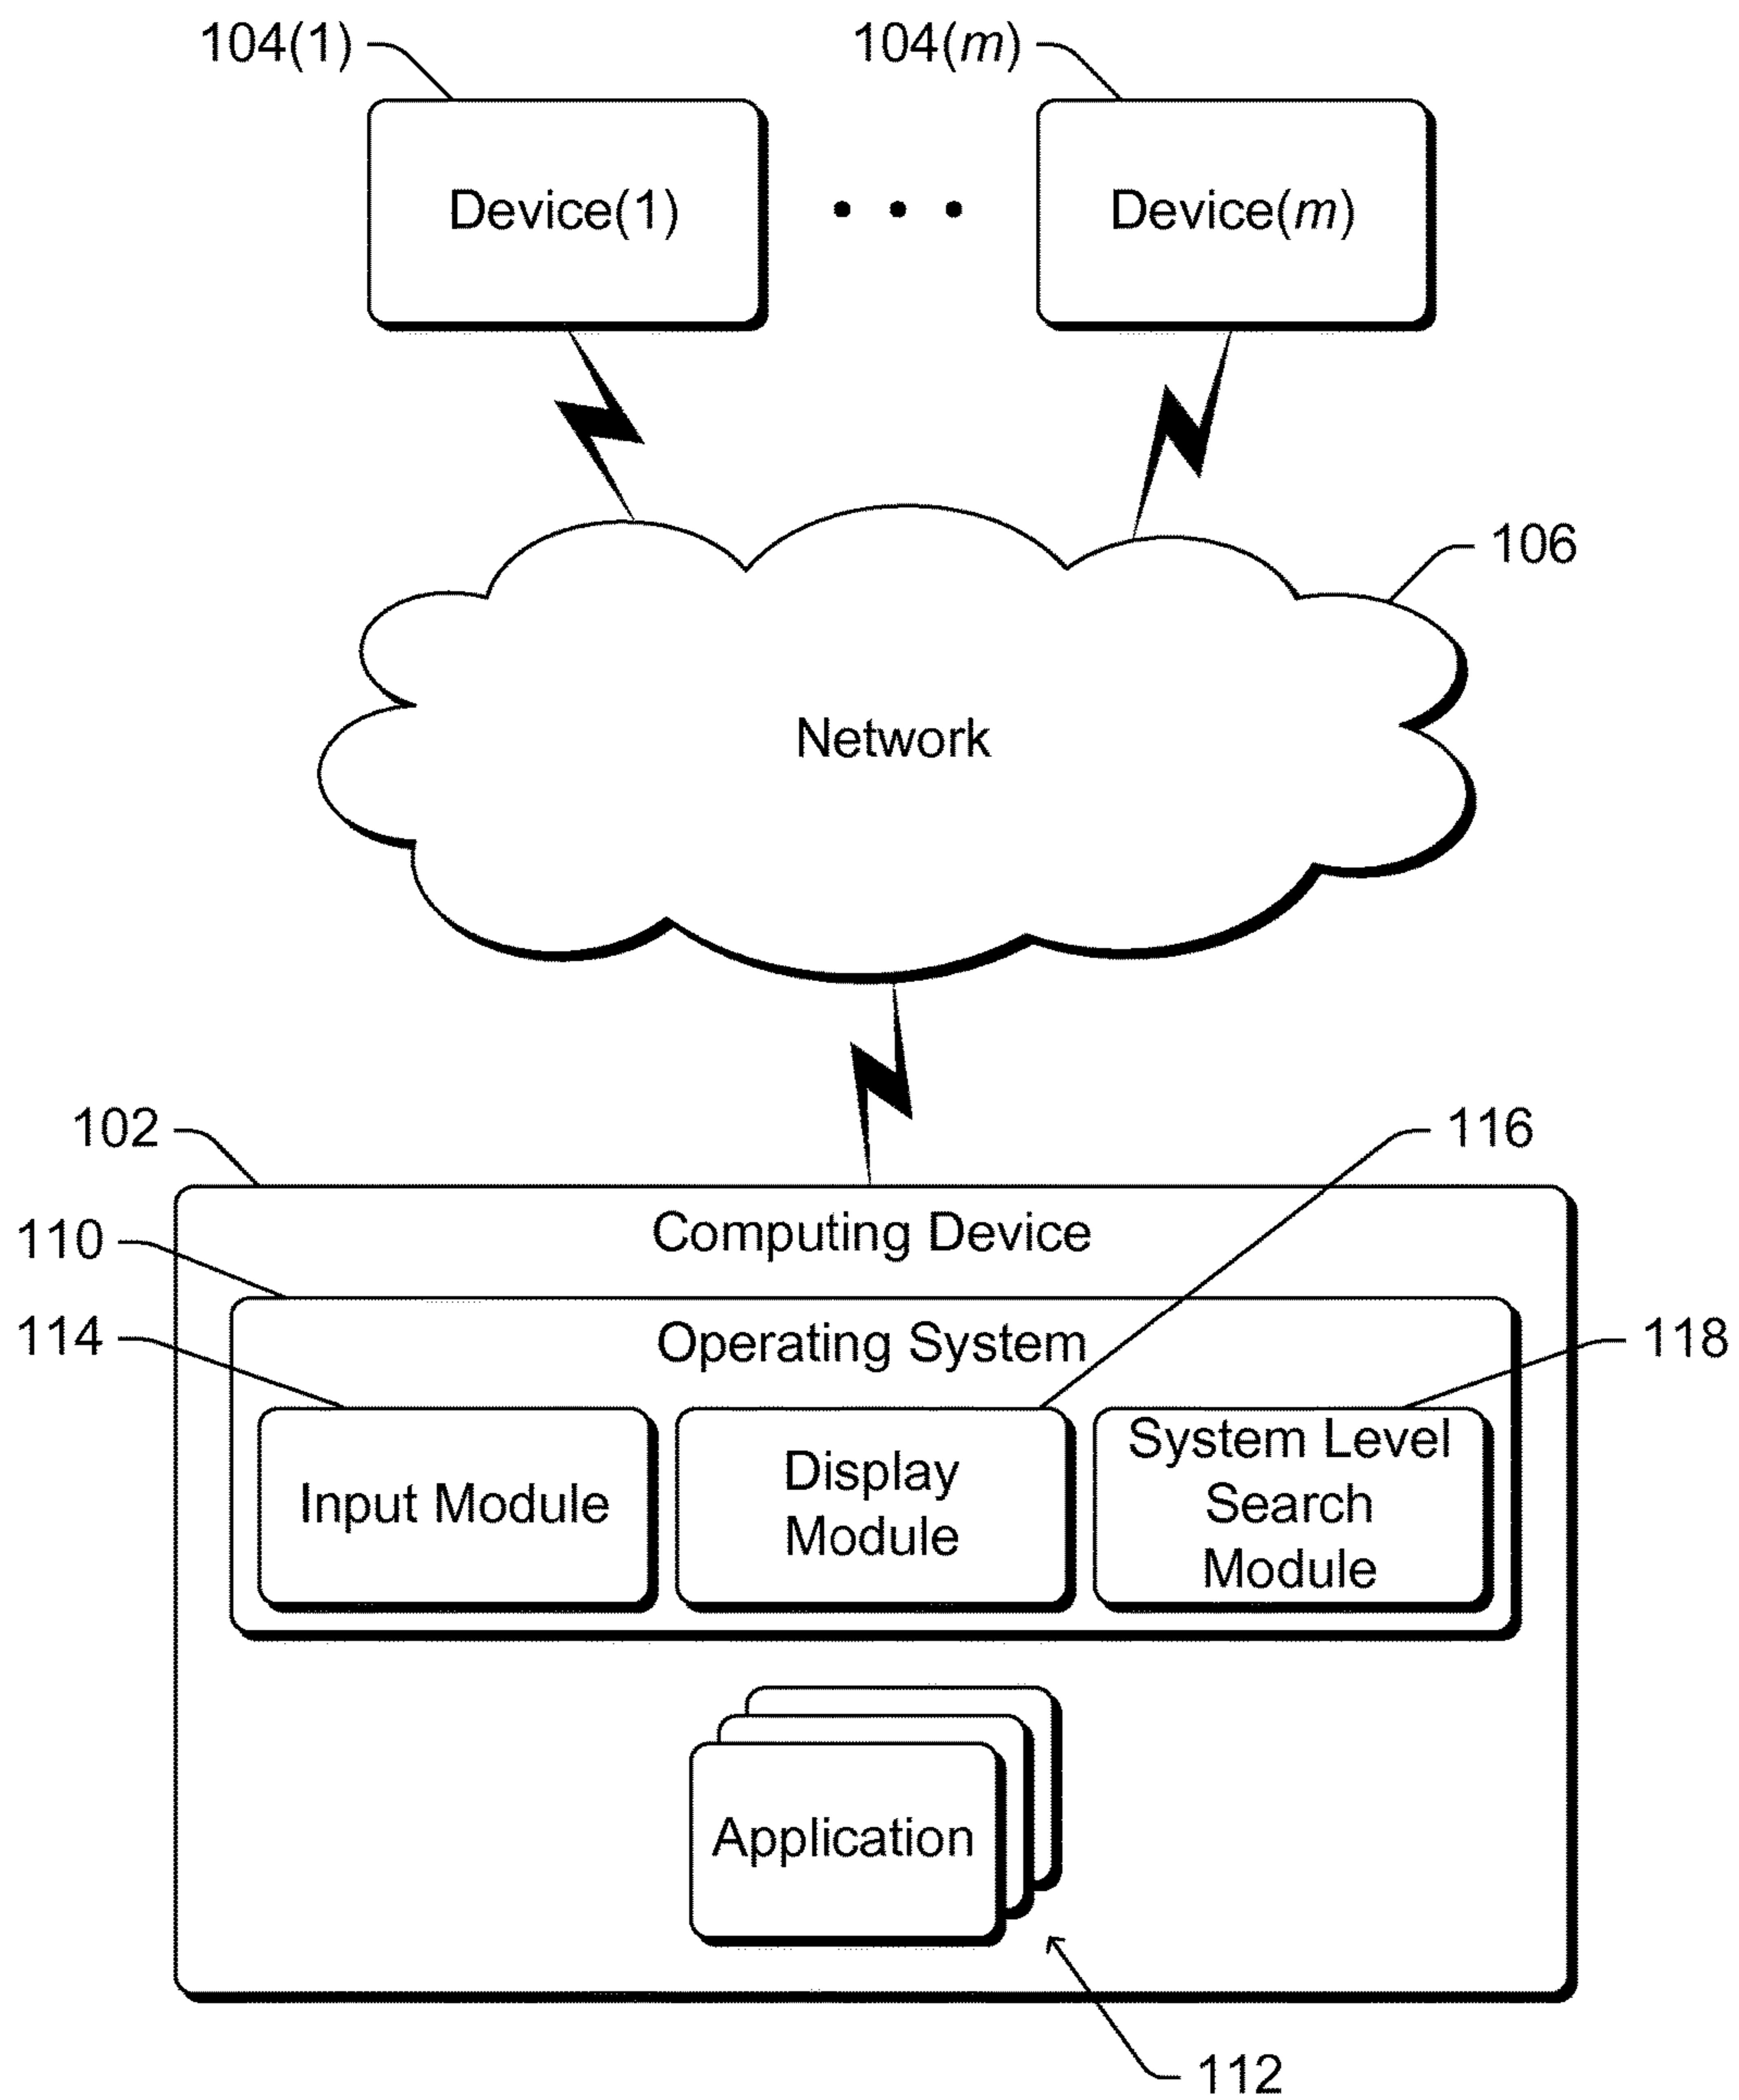 104(1)
104(m)
Device(1)
• • •
Device(m)
106
Network
102
116
Computing Device
110
Operating System
114
118
Input Module
Display
Module
System Level
Search
Module
Application
112